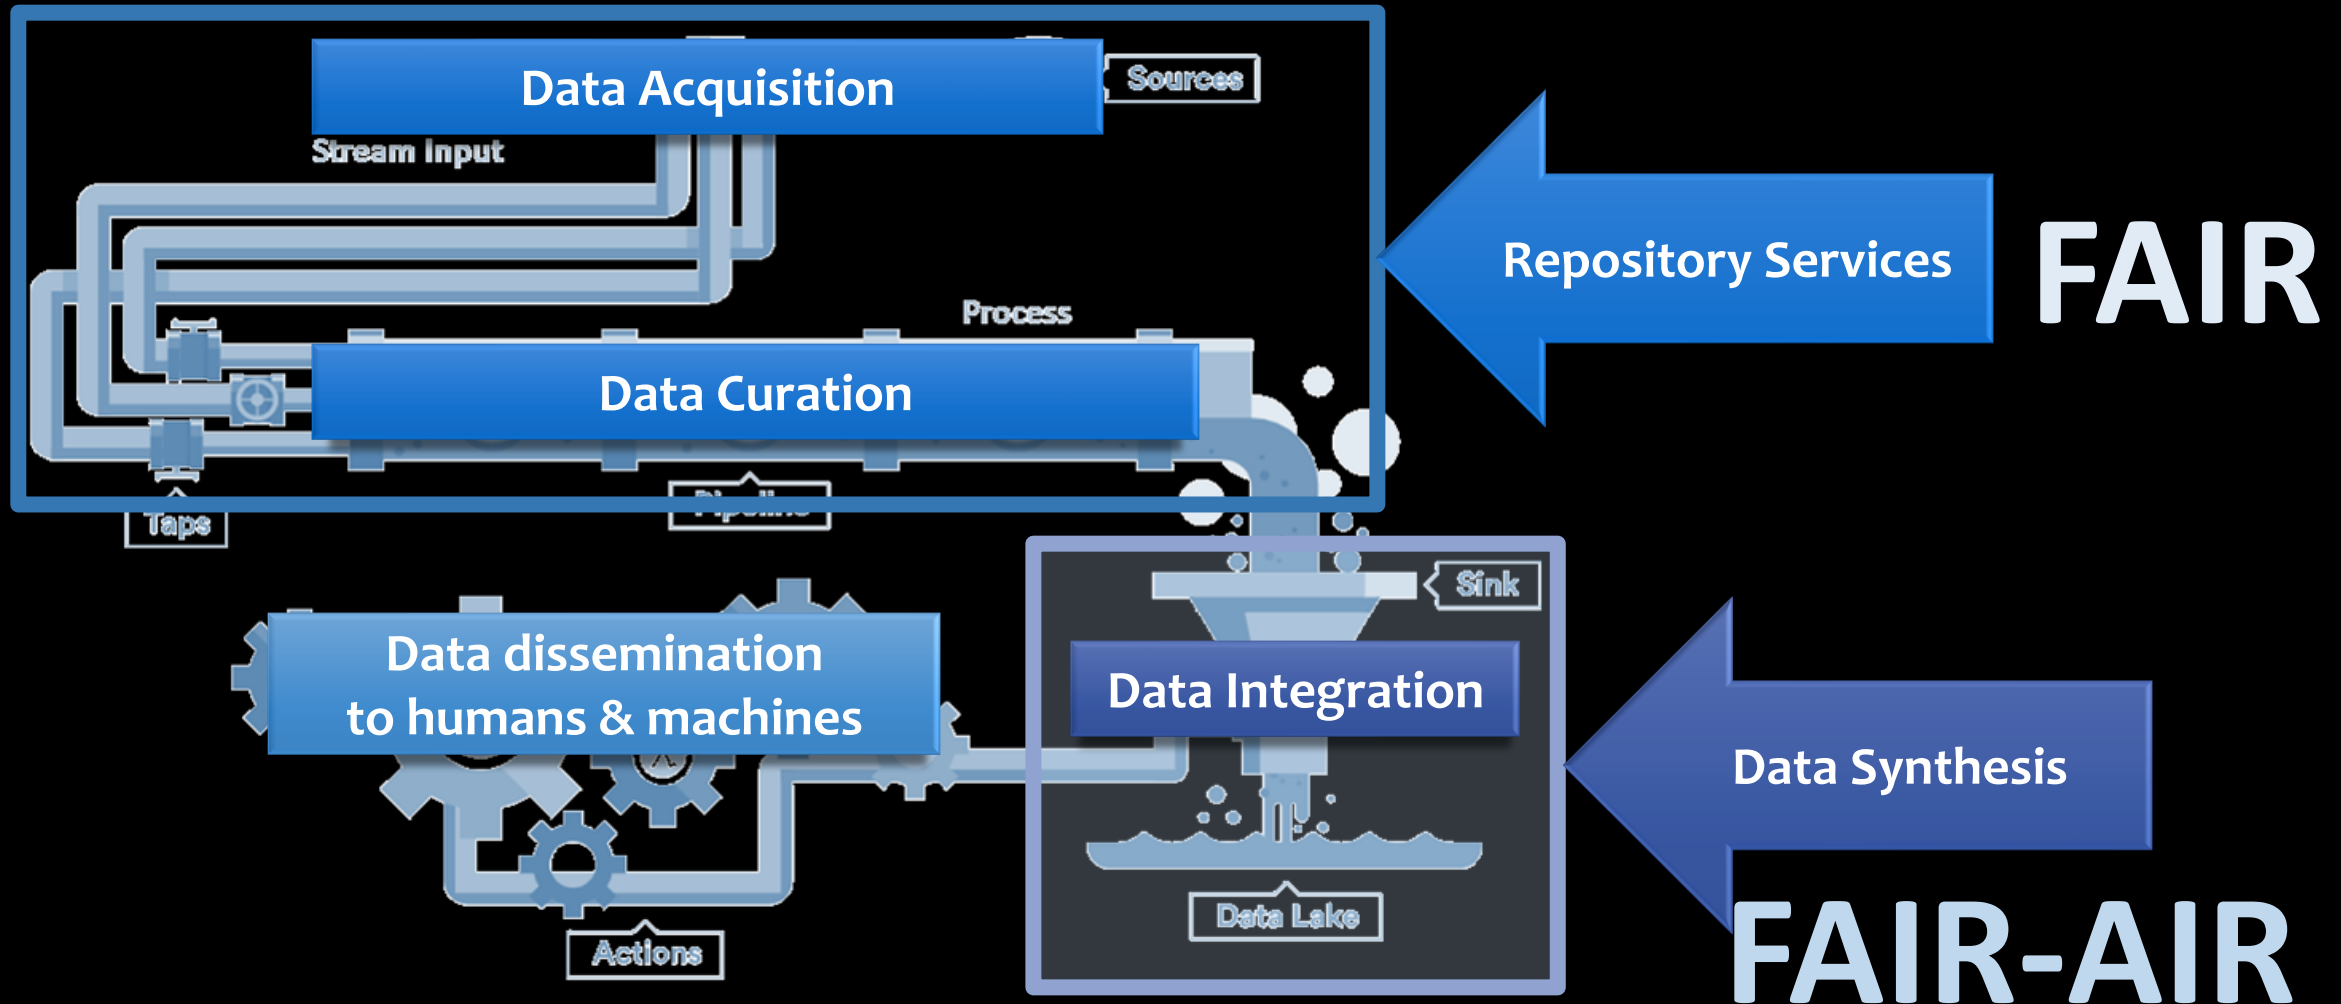 Data Acquisition
Sources
Stream Input
Repository Services
FAIR
Process
Data Curation
Pipeline
Taps
Sink
Data dissemination
to humans & machines
Data Integration
Data Synthesis
Data Lake
Actions
FAIR-AIR